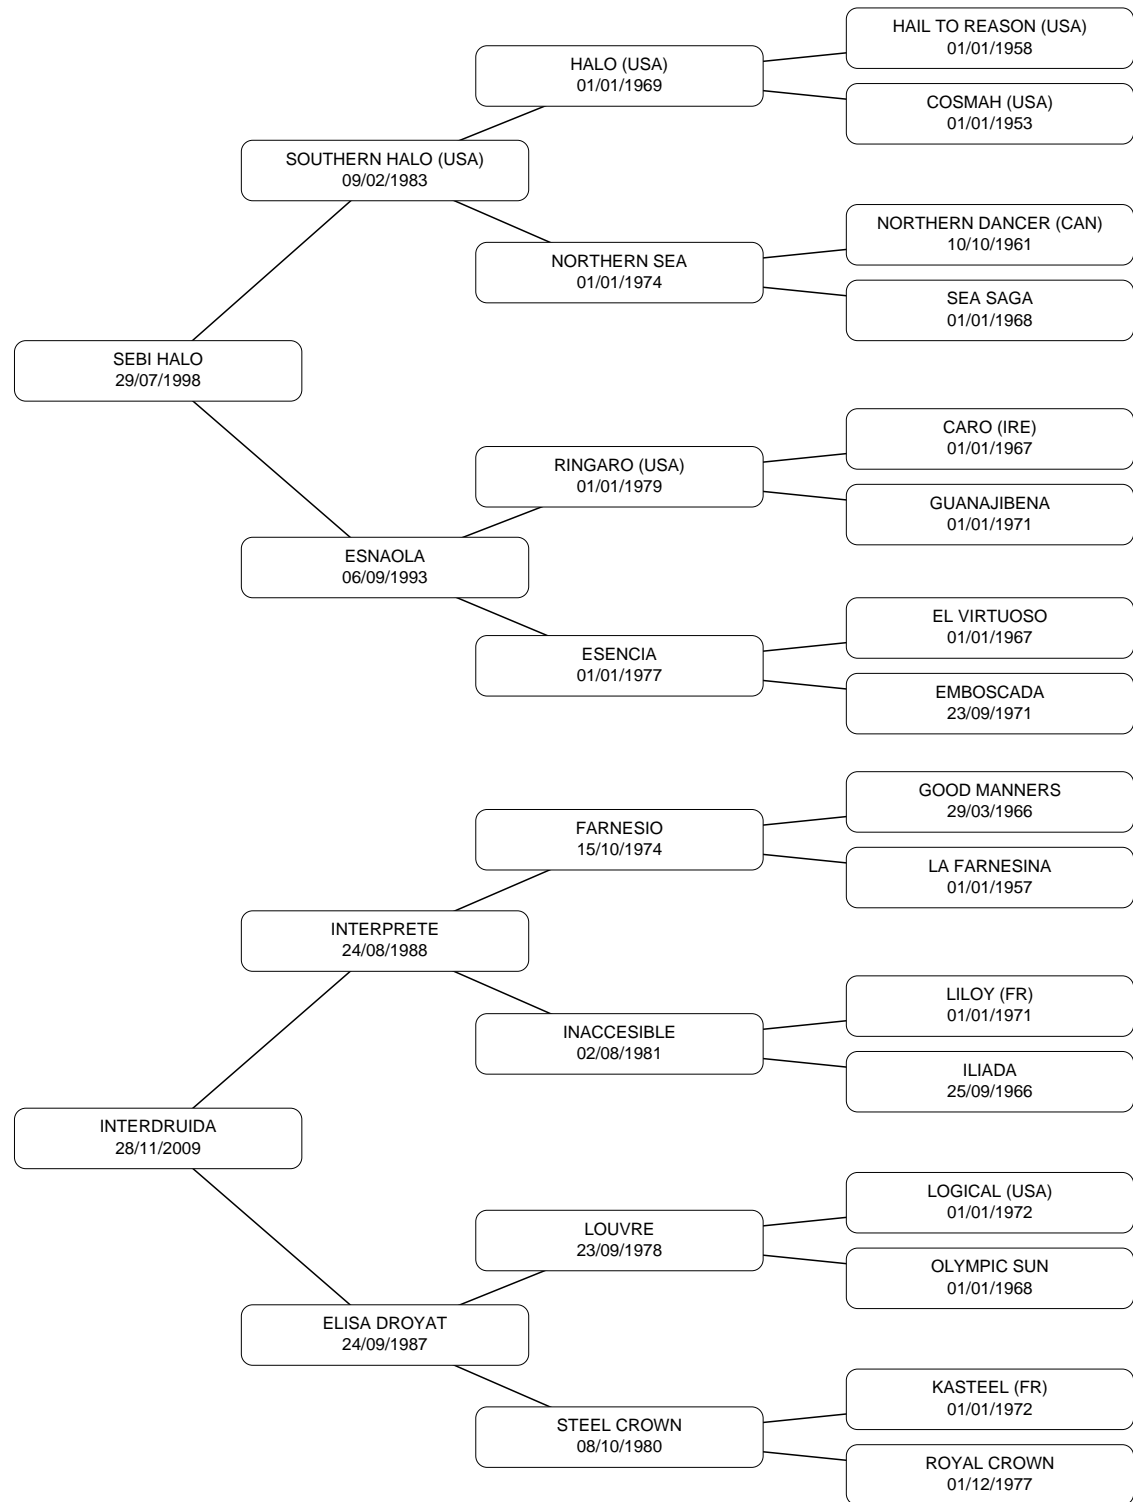 HAIL TO REASON (USA)
01/01/1958
HALO (USA)
01/01/1969
COSMAH (USA)
01/01/1953
SOUTHERN HALO (USA)
09/02/1983
NORTHERN DANCER (CAN)
10/10/1961
NORTHERN SEA
01/01/1974
SEA SAGA
01/01/1968
SEBI HALO
29/07/1998
CARO (IRE)
01/01/1967
RINGARO (USA)
01/01/1979
GUANAJIBENA
01/01/1971
ESNAOLA
06/09/1993
EL VIRTUOSO
01/01/1967
ESENCIA
01/01/1977
EMBOSCADA
23/09/1971
GOOD MANNERS
29/03/1966
FARNESIO
15/10/1974
LA FARNESINA
01/01/1957
INTERPRETE
24/08/1988
LILOY (FR)
01/01/1971
INACCESIBLE
02/08/1981
ILIADA
25/09/1966
INTERDRUIDA
28/11/2009
LOGICAL (USA)
01/01/1972
LOUVRE
23/09/1978
OLYMPIC SUN
01/01/1968
ELISA DROYAT
24/09/1987
KASTEEL (FR)
01/01/1972
STEEL CROWN
08/10/1980
ROYAL CROWN
01/12/1977